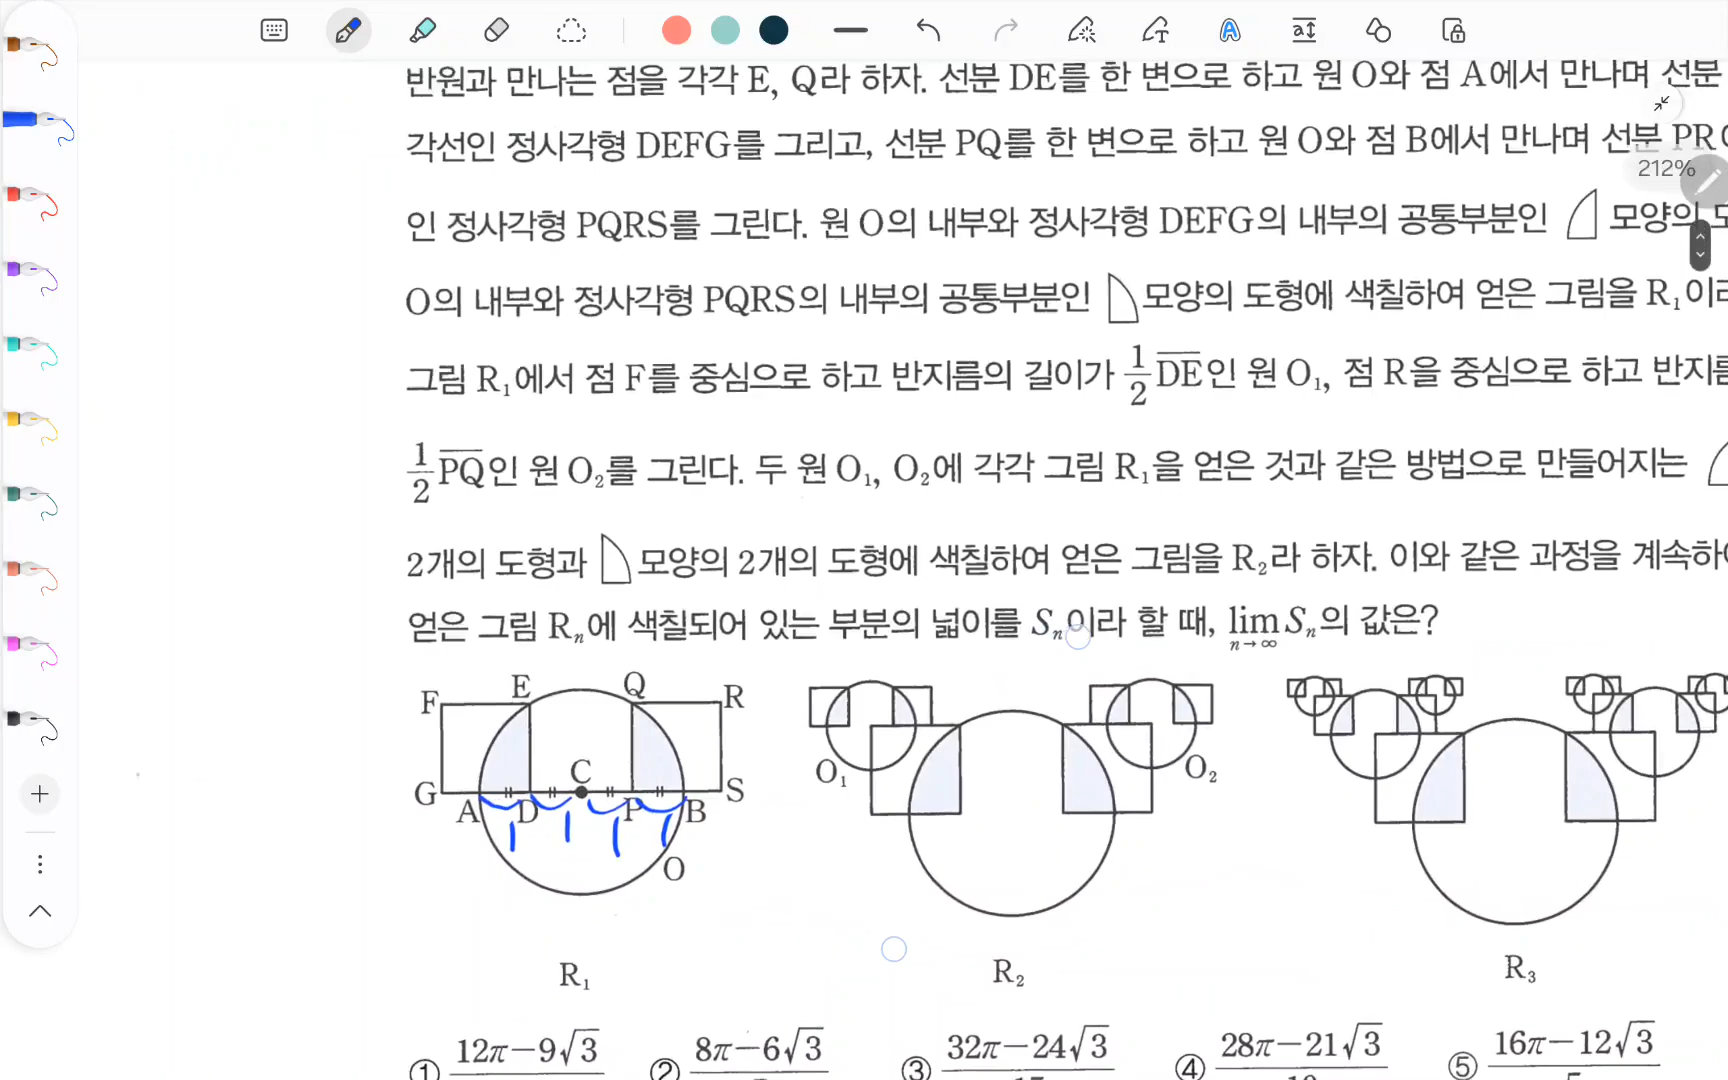 반원과 만나는 점을 각각 E, Q라 하자. 선분 DE를 한 변으로 하고 원 O와 점 A에서 만나며 선분
212%
각선인 정사각형 DEFG를 그리고, 선분 PQ를 한 변으로 하고 원 O와 점 B에서 만나며 선분 PR
인 정사각형 PQRS를 그린다. 원 O의 내부와 정사각형 DEFG의 내부의 공통부분인 모양의
O의 내부와 정사각형 PQRS의 내부의 공통부분인 모양의 도형에 색칠하여 얻은 그림을 R₁이라
그림 R₁에서 점 F를 중심으로 하고 반지름의 길이가 1/2 DE인 원 O₁, 점 R을 중심으로 하고 반지름
1/2 PQ인 원 O₂를 그린다. 두 원 O₁, O₂에 각각 그림 R₁을 얻은 것과 같은 방법으로 만들어지는
2개의 도형과 모양의 2개의 도형에 색칠하여 얻은 그림을 R₂라 하자. 이와 같은 과정을 계속하
얻은 그림 Rₙ에 색칠되어 있는 부분의 넓이를 Sₙ이라 할 때, lim n→∞ Sₙ의 값은?
F E Q R
G A D C P B S
O
O₁ O₂
R₁ R₂ R₃
① 12π−9√3 ② 8π−6√3 ③ 32π−24√3 ④ 28π−21√3 ⑤ 16π−12√3